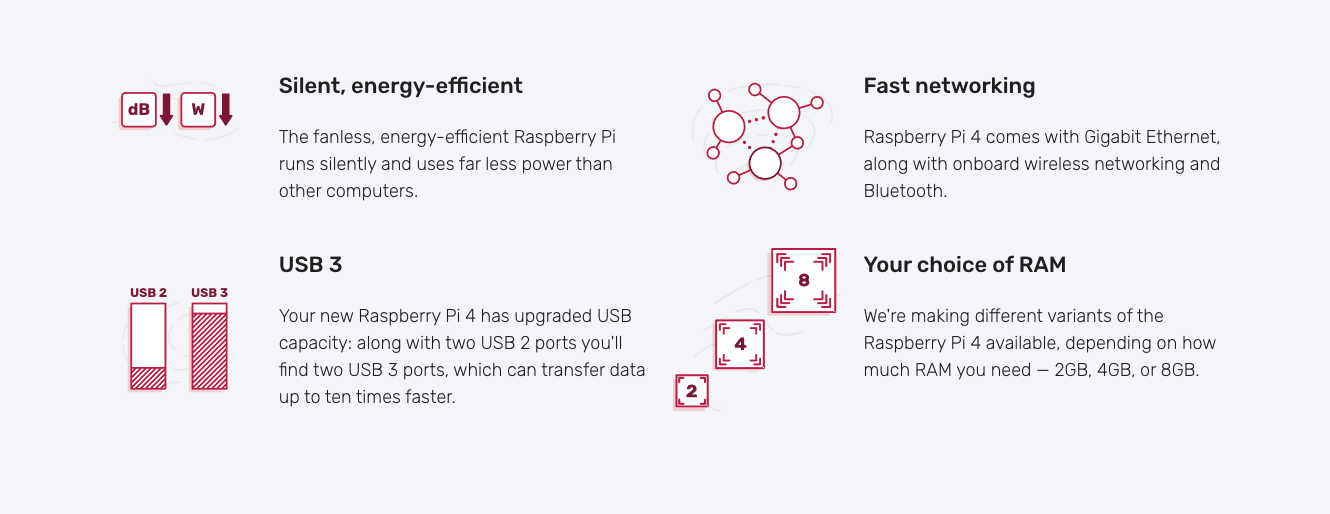 dB W
Silent, energy-efficient
The fanless, energy-efficient Raspberry Pi
runs silently and uses far less power than
other computers.
Fast networking
Raspberry Pi 4 comes with Gigabit Ethernet,
along with onboard wireless networking and
Bluetooth.
USB 2 USB 3
USB 3
Your new Raspberry Pi 4 has upgraded USB
capacity: along with two USB 2 ports you'll
find two USB 3 ports, which can transfer data
up to ten times faster.
8
4
2
Your choice of RAM
We're making different variants of the
Raspberry Pi 4 available, depending on how
much RAM you need — 2GB, 4GB, or 8GB.